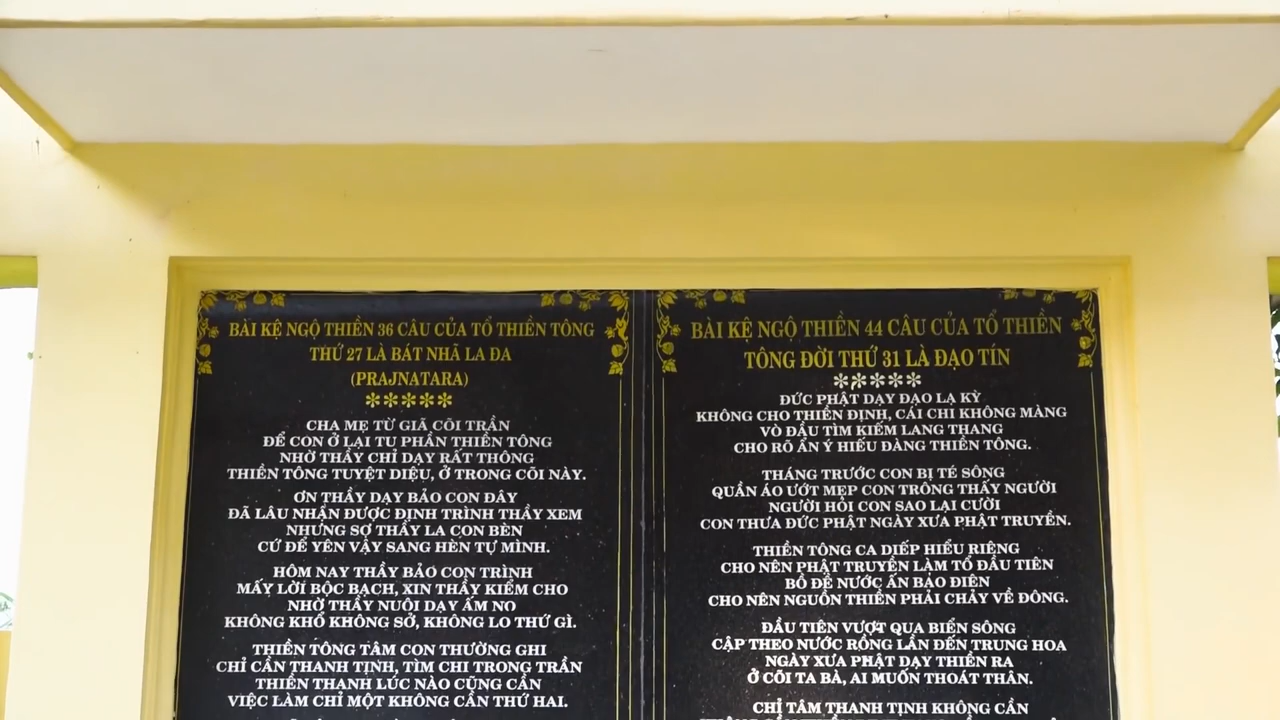 BÀI KỆ NGỘ THIỀN 36 CÂU CỦA TỔ THIỀN TÔNG
THỨ 27 LÀ BÁT NHÃ LA ĐA
(PRAJNATARA)
CHA MẸ TỪ GIÃ CÕI TRẦN
ĐỂ CON Ở LẠI TU PHẦN THIỀN TÔNG
NHỜ THẦY CHỈ DẠY RẤT THÔNG
THIỀN TÔNG TUYỆT DIỆU, Ở TRONG CÕI NÀY.
ƠN THẦY DẠY BẢO CON ĐÂY
ĐÃ LÂU NHẬN ĐƯỢC ĐỊNH TRÌNH THẦY XEM
NHƯNG SỢ THẦY LA CON BÈN
CỨ ĐỂ YÊN VẬY SANG HÈN TỰ MÌNH.
HÔM NAY THẦY BẢO CON TRÌNH
MẤY LỜI BỘC BẠCH, XIN THẦY KIỂM CHO
NHỜ THẦY NUÔI DẠY ẤM NO
KHÔNG KHỔ KHÔNG SỞ, KHÔNG LO THỨ GÌ.
THIỀN TÔNG TÂM CON THƯỜNG GHI
CHỈ CẦN THANH TỊNH, TÌM CHI TRONG TRẦN
THIỀN THANH LÚC NÀO CŨNG CẦN
VIỆC LÀM CHỈ MỘT KHÔNG CẦN THỨ HAI.
BÀI KỆ NGỘ THIỀN 44 CÂU CỦA TỔ THIỀN
TÔNG ĐỜI THỨ 31 LÀ ĐẠO TÍN
ĐỨC PHẬT DẠY ĐẠO LẠ KỲ
KHÔNG CHO THIỀN ĐỊNH, CÁI CHI KHÔNG MÀNG
VÒ ĐẦU TÌM KIẾM LANG THANG
CHO RÕ ẨN Ý HIỂU ĐÀNG THIỀN TÔNG.
THÁNG TRƯỚC CON BỊ TÉ SÔNG
QUẦN ÁO ƯỚT MẸP CON TRÔNG THẤY NGƯỜI
NGƯỜI HỎI CON SAO LẠI CƯỜI
CON THƯA ĐỨC PHẬT NGÀY XƯA PHẬT TRUYỀN.
THIỀN TÔNG CA DIẾP HIỂU RIÊNG
CHO NÊN PHẬT TRUYỀN LÀM TỔ ĐẦU TIÊN
BỒ ĐỀ NƯỚC ẤN BẢO ĐIỆN
CHO NÊN NGUỒN THIỀN PHẢI CHẢY VỀ ĐÔNG.
ĐẦU TIÊN VƯỢT QUA BIỂN SÔNG
CẬP THEO NƯỚC RỒNG LẦN ĐẾN TRUNG HOA
NGÀY XƯA PHẬT DẠY THIỀN RA
Ở CÕI TA BÀ, AI MUỐN THOÁT THÂN.
CHỈ TÂM THANH TỊNH KHÔNG CẦN